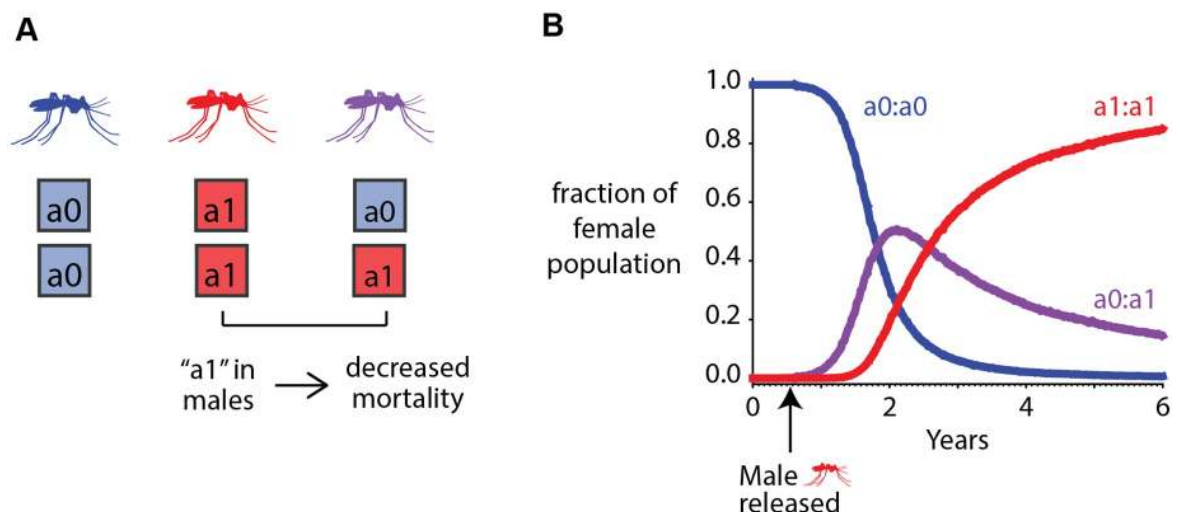 A
a0
a1
a0
a0
a1
a1
“a1” in
males
decreased
mortality
B
fraction of
female
population
1.0
0.8
0.6
0.4
0.2
0.0
a0:a0
a1:a1
a0:a1
0 2 4 6
Years
Male
released